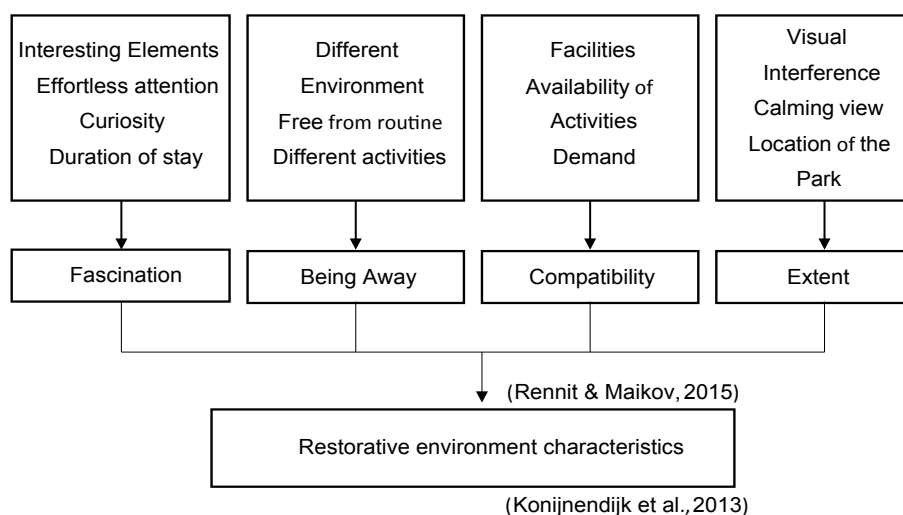 Interesting Elements
Effortless attention
Curiosity
Duration of stay
Different
Environment
Free from routine
Different activities
Facilities
Availability of
Activities
Demand
Visual
Interference
Calming view
Location of the
Park
Fascination
Being Away
Compatibility
Extent
(Rennit & Maikov, 2015)
Restorative environment characteristics
(Konijnendijk et al., 2013)